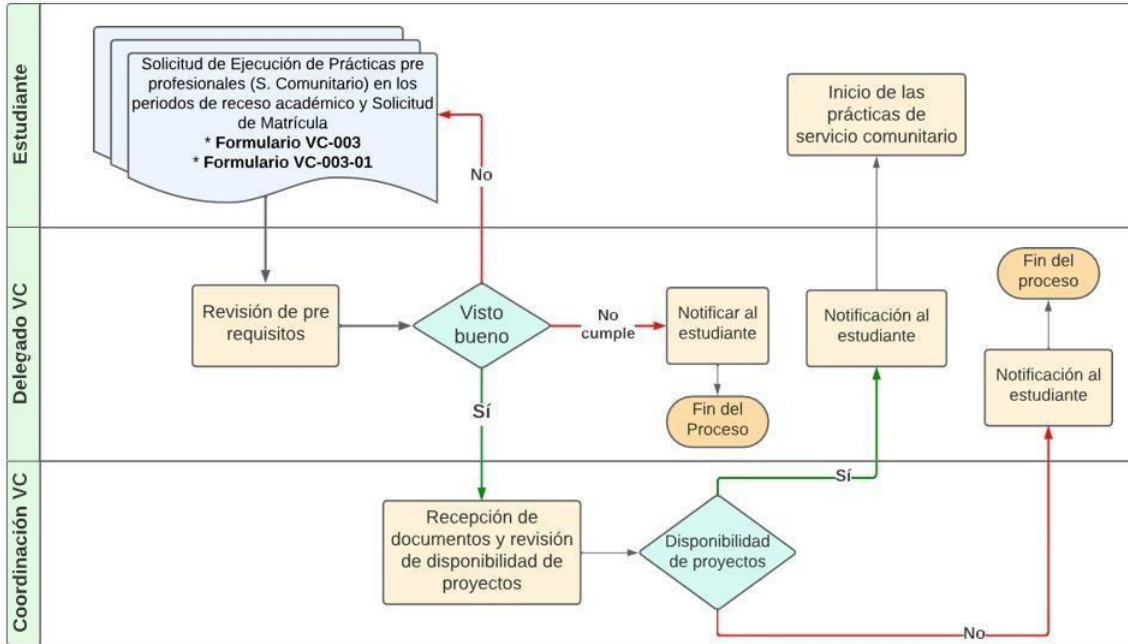 Estudiante
Solicitud de Ejecución de Prácticas pre
profesionales (S. Comunitario) en los
periodos de receso académico y Solicitud
de Matrícula
* Formulario VC-003
* Formulario VC-003-01
No
Inicio de las
prácticas de
servicio comunitario
Delegado VC
Revisión de pre
requisitos
Visto
bueno
No
cumple
Notificar al
estudiante
Fin del
Proceso
Notificación al
estudiante
Fin del
proceso
Notificación al
estudiante
Sí
Coordinación VC
Recepción de
documentos y revisión
de disponibilidad de
proyectos
Disponibilidad
de proyectos
Sí
No